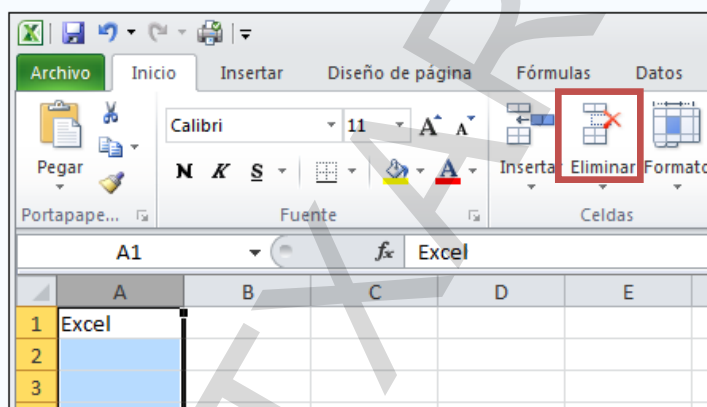 Archivo Inicio Insertar Diseño de página Fórmulas Datos
Calibri 11 A A
Pegar N K S A Insertar Eliminar Formato
Portapape... Fuente Celdas
A1 fx Excel
A B C D E
1 Excel
2
3